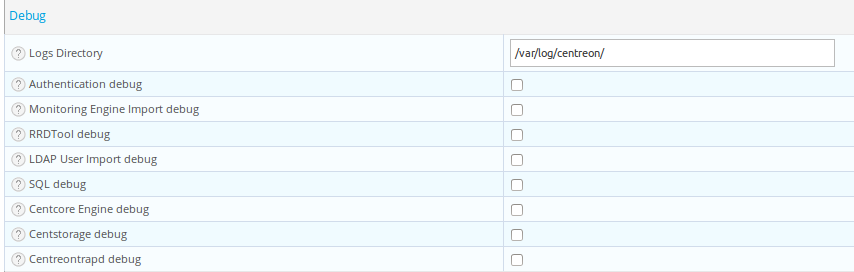 Debug
? Logs Directory /var/log/centreon/
? Authentication debug
? Monitoring Engine Import debug
? RRDTool debug
? LDAP User Import debug
? SQL debug
? Centcore Engine debug
? Centstorage debug
? Centreontrapd debug